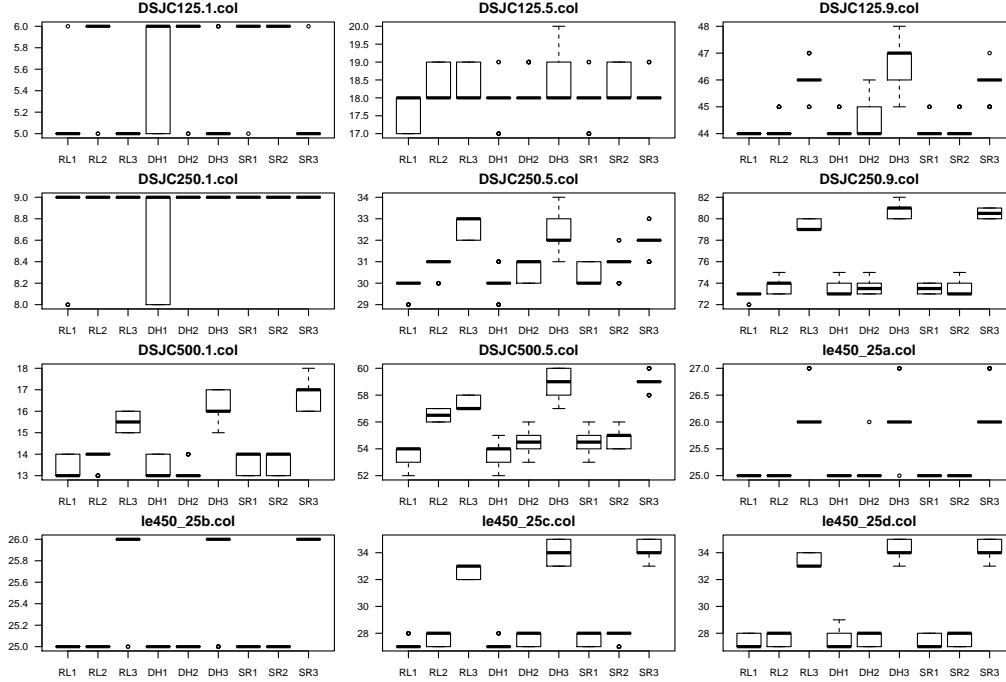 DSJC125.1.col
6.0
5.8
5.6
5.4
5.2
5.0
RL1 RL2 RL3 DH1 DH2 DH3 SR1 SR2 SR3
DSJC125.5.col
20.0
19.5
19.0
18.5
18.0
17.5
17.0
RL1 RL2 RL3 DH1 DH2 DH3 SR1 SR2 SR3
DSJC125.9.col
48
47
46
45
44
RL1 RL2 RL3 DH1 DH2 DH3 SR1 SR2 SR3
DSJC250.1.col
9.0
8.8
8.6
8.4
8.2
8.0
RL1 RL2 RL3 DH1 DH2 DH3 SR1 SR2 SR3
DSJC250.5.col
34
33
32
31
30
29
RL1 RL2 RL3 DH1 DH2 DH3 SR1 SR2 SR3
DSJC250.9.col
82
80
78
76
74
72
RL1 RL2 RL3 DH1 DH2 DH3 SR1 SR2 SR3
DSJC500.1.col
18
17
16
15
14
13
RL1 RL2 RL3 DH1 DH2 DH3 SR1 SR2 SR3
DSJC500.5.col
60
58
56
54
52
RL1 RL2 RL3 DH1 DH2 DH3 SR1 SR2 SR3
le450_25a.col
27.0
26.5
26.0
25.5
25.0
RL1 RL2 RL3 DH1 DH2 DH3 SR1 SR2 SR3
le450_25b.col
26.0
25.8
25.6
25.4
25.2
25.0
RL1 RL2 RL3 DH1 DH2 DH3 SR1 SR2 SR3
le450_25c.col
34
32
30
28
RL1 RL2 RL3 DH1 DH2 DH3 SR1 SR2 SR3
le450_25d.col
34
32
30
28
RL1 RL2 RL3 DH1 DH2 DH3 SR1 SR2 SR3